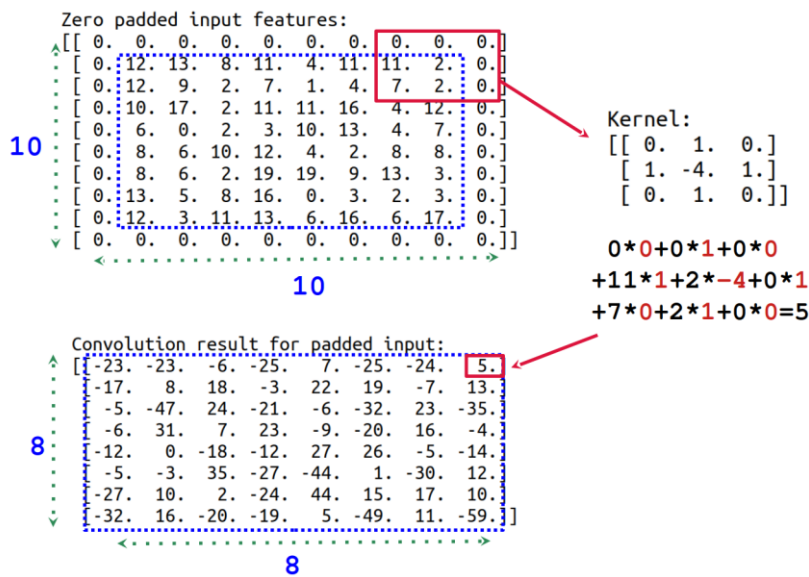 Zero padded input features:
[[ 0. 0. 0. 0. 0. 0. 0. 0. 0. 0.]
[ 0. 12. 13. 8. 11. 4. 11. 11. 2. 0.]
[ 0. 12. 9. 2. 7. 1. 4. 7. 2. 0.]
[ 0. 10. 17. 2. 11. 11. 16. 4. 12. 0.]
[ 0. 6. 0. 2. 3. 10. 13. 4. 7. 0.]
[ 0. 8. 6. 10. 12. 4. 2. 8. 8. 0.]
[ 0. 8. 6. 2. 19. 19. 9. 13. 3. 0.]
[ 0. 13. 5. 8. 16. 0. 3. 2. 3. 0.]
[ 0. 12. 3. 11. 13. 6. 16. 6. 17. 0.]
[ 0. 0. 0. 0. 0. 0. 0. 0. 0. 0.]]
10
10
Kernel:
[[ 0. 1. 0.]
[ 1. -4. 1.]
[ 0. 1. 0.]]
0*0+0*1+0*0
+11*1+2*-4+0*1
+7*0+2*1+0*0=5
Convolution result for padded input:
[[-23. -23. -6. -25. 7. -25. -24. 5.]
[-17. 8. 18. -3. 22. 19. -7. 13.]
[ -5. -47. 24. -21. -6. -32. 23. -35.]
[ -6. 31. 7. 23. -9. -20. 16. -4.]
[-12. 0. -18. -12. 27. 26. -5. -14.]
[ -5. -3. 35. -27. -44. 1. -30. 12.]
[-27. 10. 2. -24. 44. 15. 17. 10.]
[-32. 16. -20. -19. 5. -49. 11. -59.]]
8
8